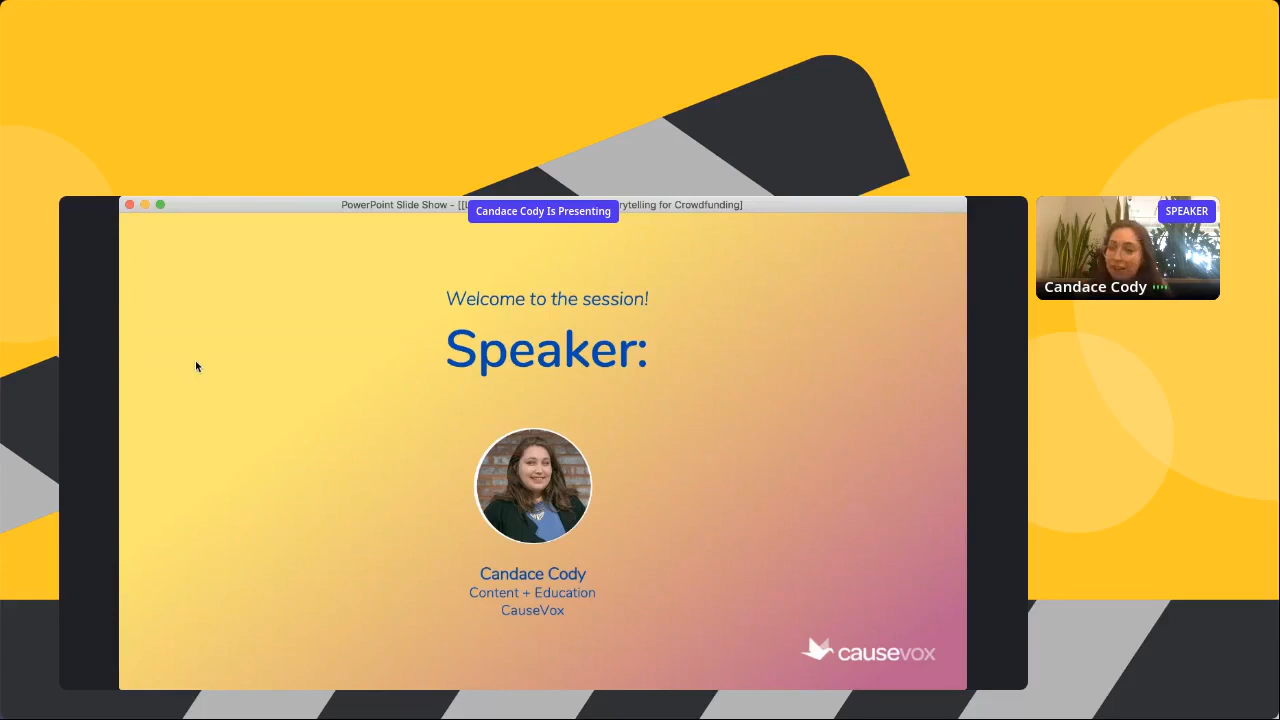 PowerPoint Slide Show - [[L
rytelling for Crowdfunding]
Candace Cody Is Presenting
SPEAKER
Candace Cody
Welcome to the session!
Speaker:
Candace Cody
Content + Education
CauseVox
causevox